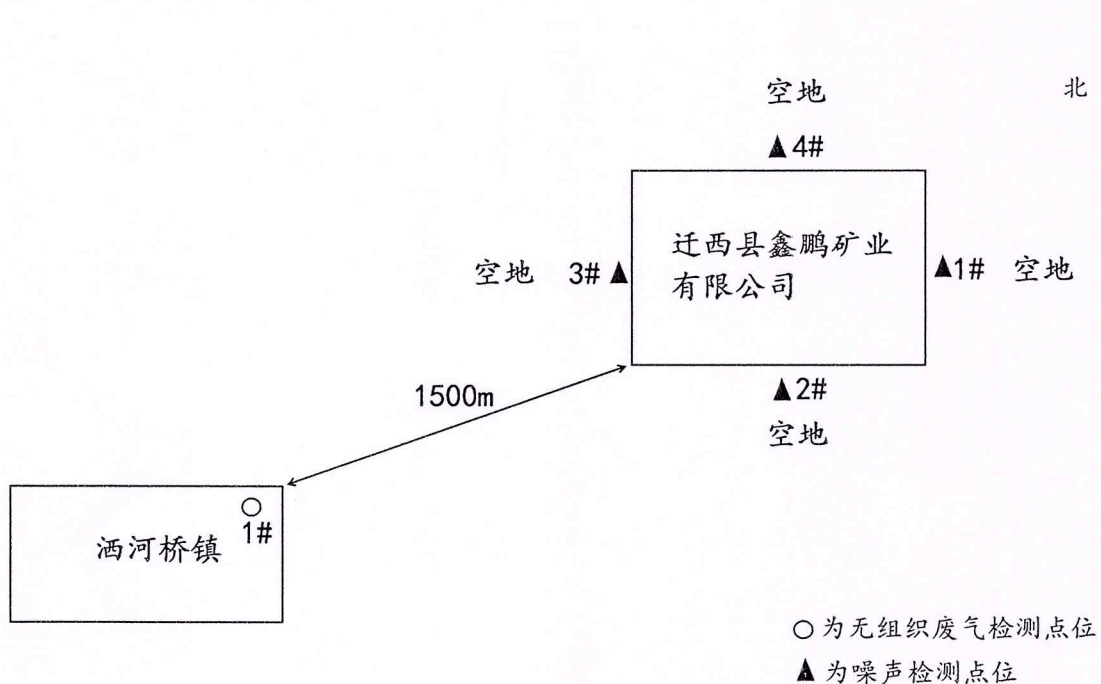 空地
北
▲4#
迁西县鑫鹏矿业
有限公司
空地 3#▲
▲1# 空地
1500m
▲2#
空地
1#
洒河桥镇
○为无组织废气检测点位
▲为噪声检测点位